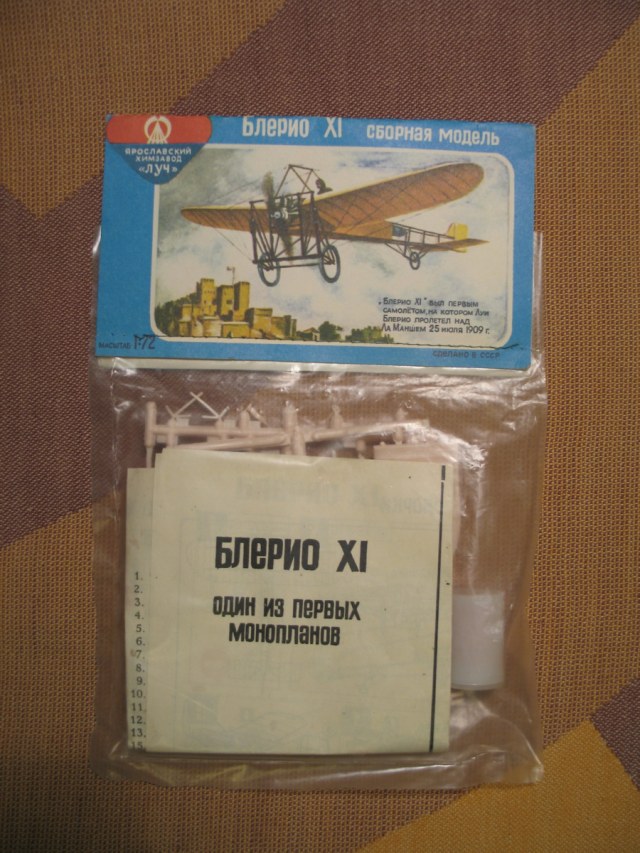 Блерио XI сборная модель
ЯРОСЛАВСКИЙ
ХИМЗАВОД
«ЛУЧ»
„Блерио XI" был первым
самолётом, на котором Луи
Блерио пролетел над
Ла Маншем 25 июля 1909 г.
МАСШТАБ 1:72
СДЕЛАНО В СССР
Блерио XI
один из первых
монопланов
1.
2.
3.
4.
5.
6.
7.
8.
9.
10.
11.
12.
13.